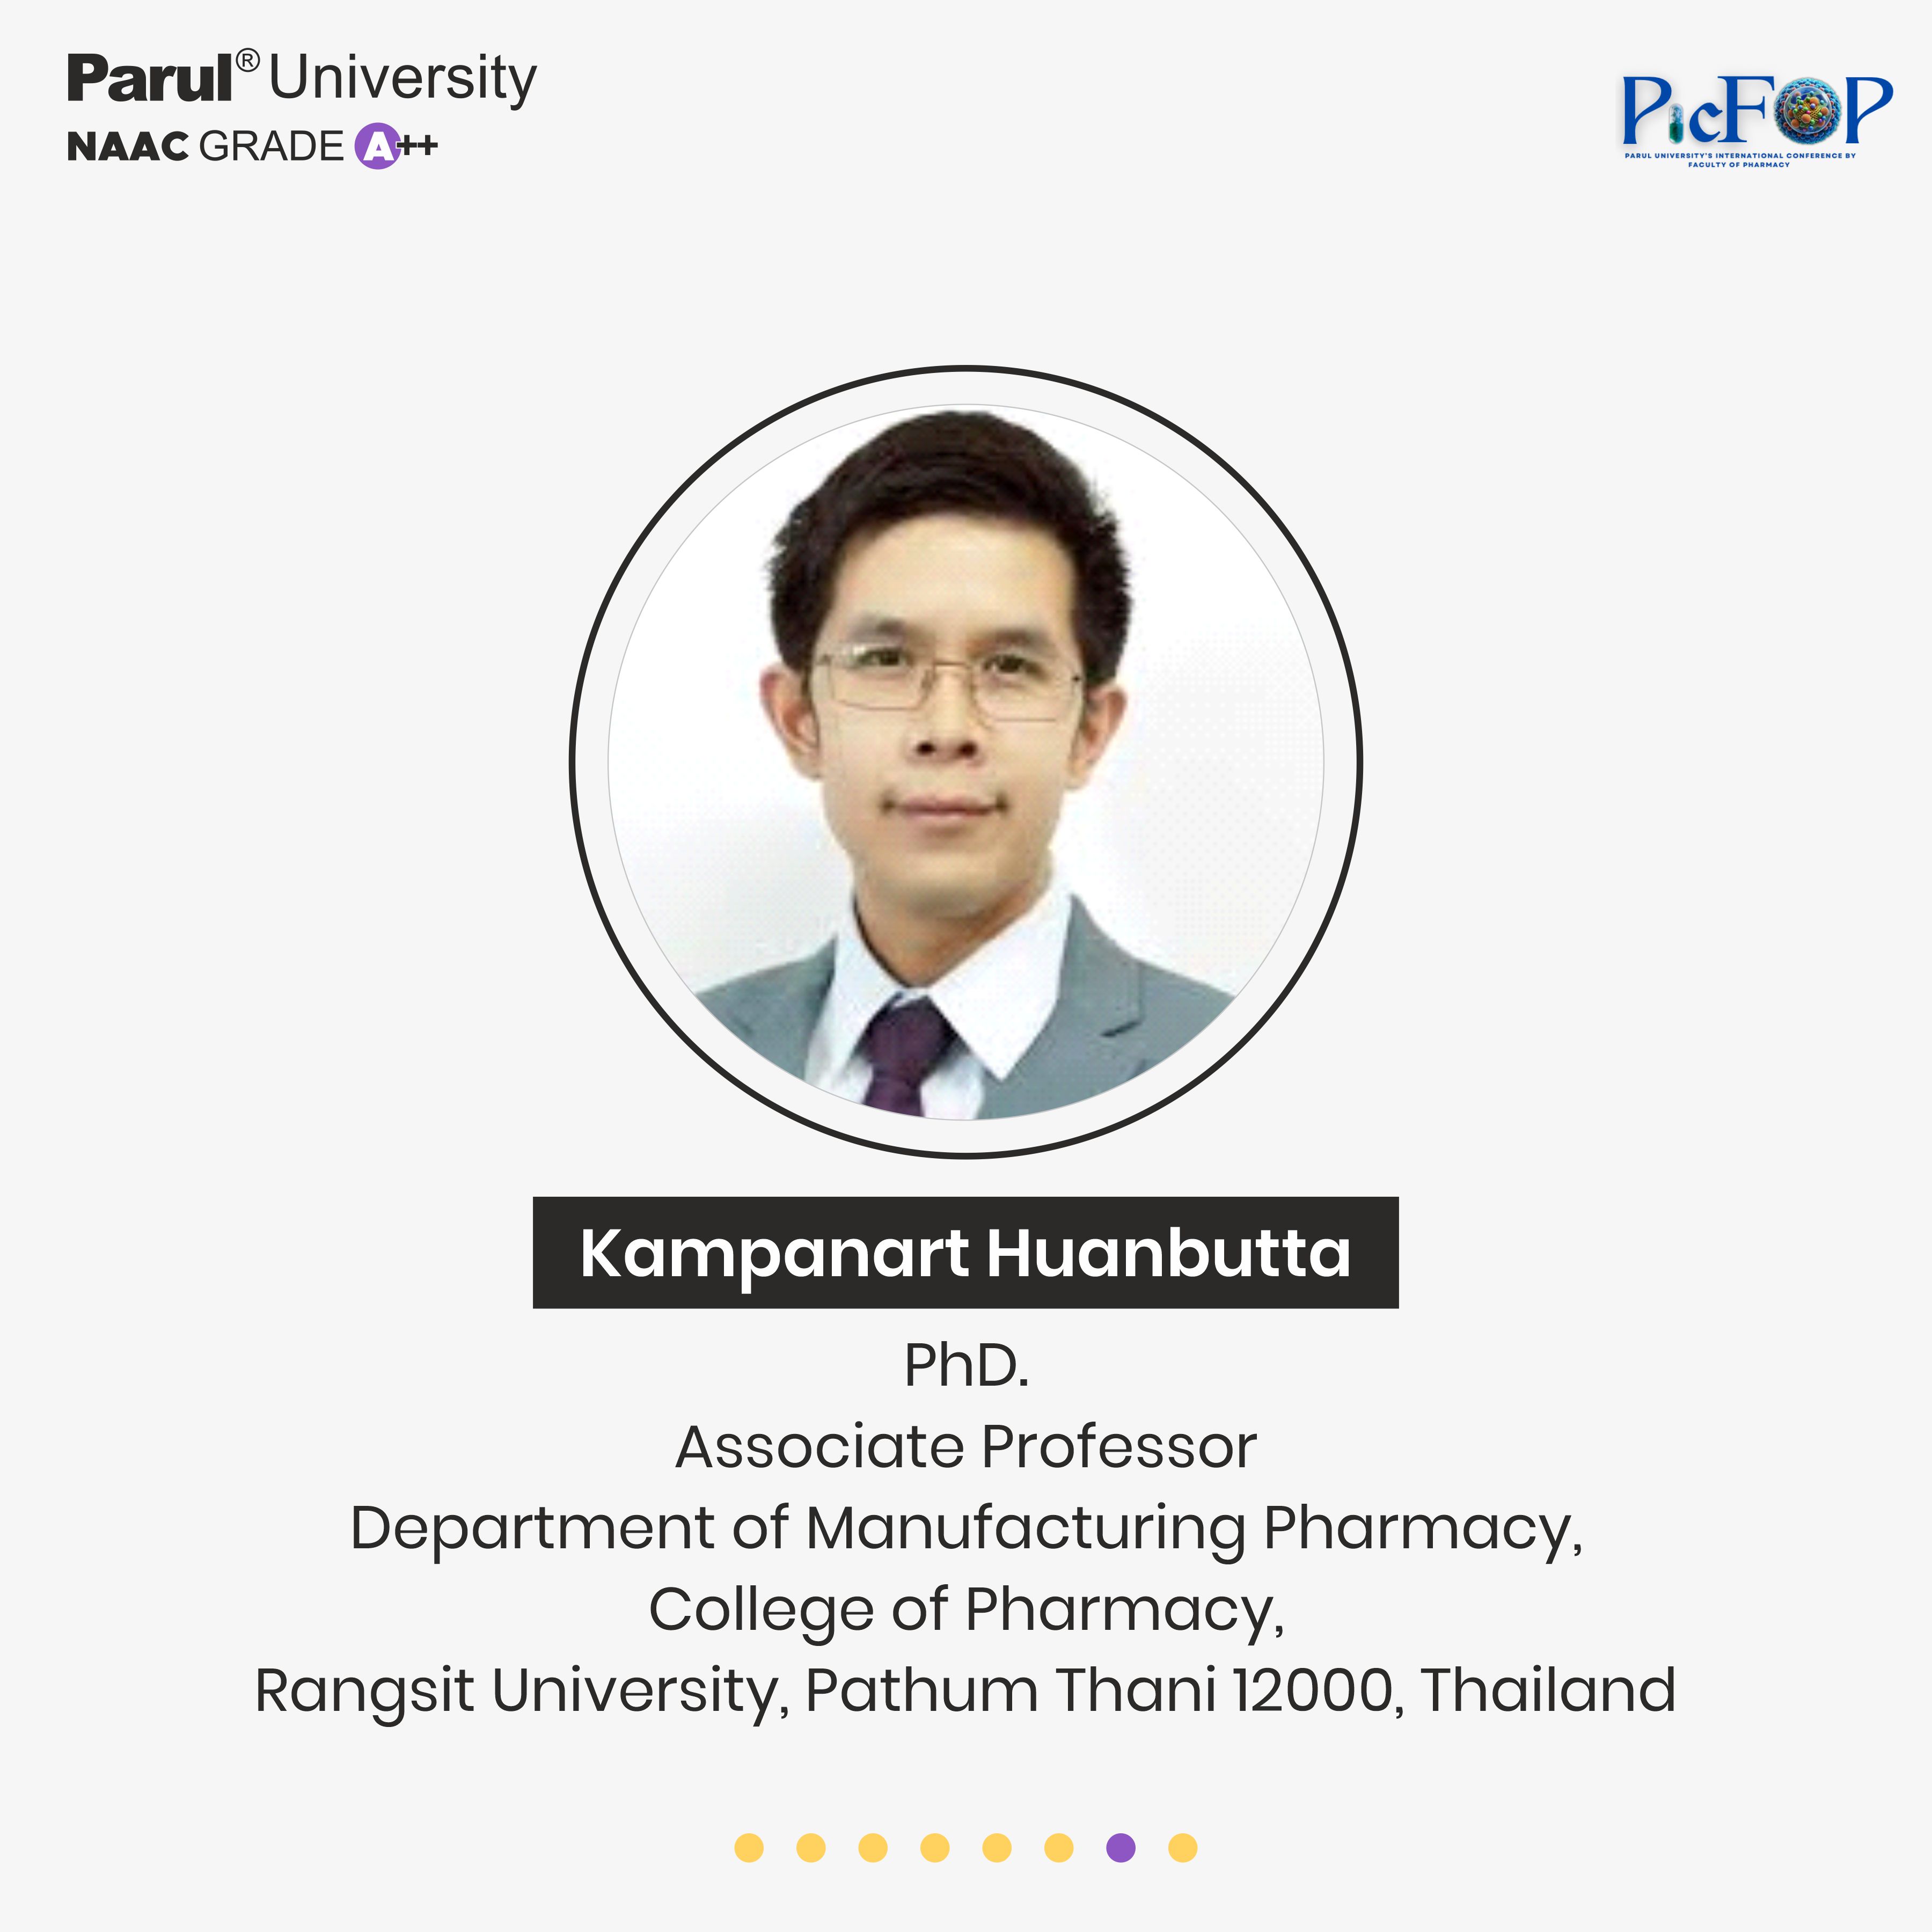 Parul® University
NAAC GRADE A++
PicFOP
PARUL UNIVERSITY'S INTERNATIONAL CONFERENCE BY
FACULTY OF PHARMACY
Kampanart Huanbutta
PhD.
Associate Professor
Department of Manufacturing Pharmacy,
College of Pharmacy,
Rangsit University, Pathum Thani 12000, Thailand